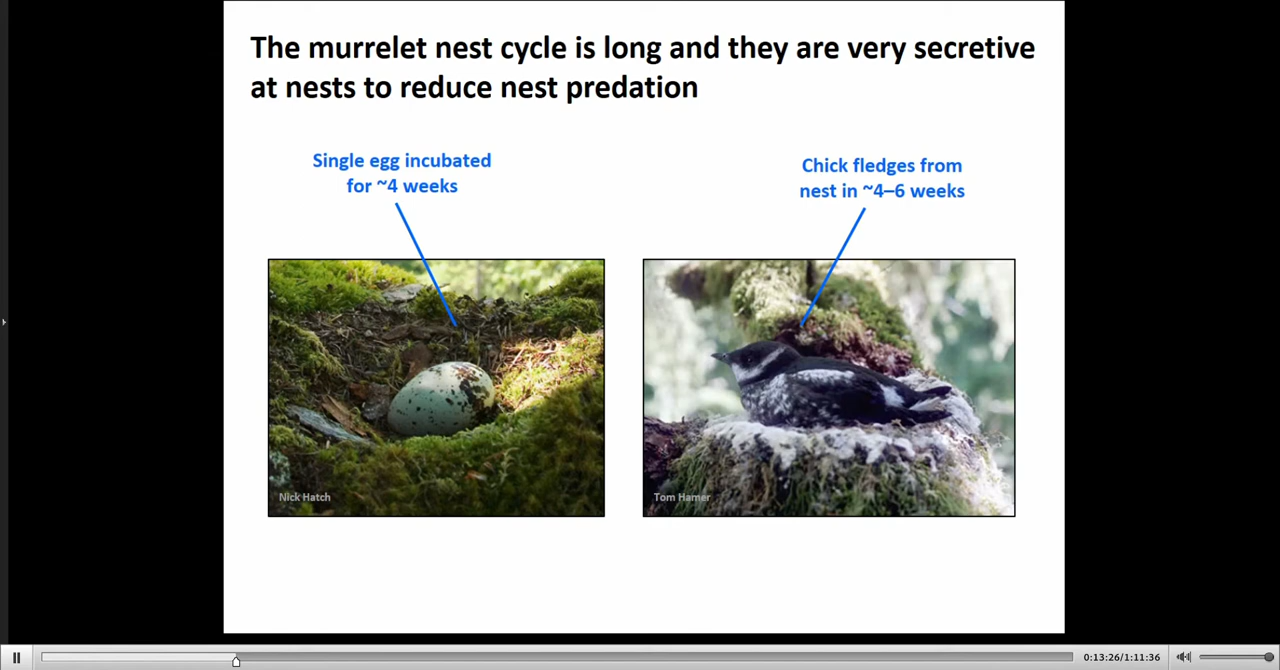 The murrelet nest cycle is long and they are very secretive
at nests to reduce nest predation
Single egg incubated
for ~4 weeks
Chick fledges from
nest in ~4–6 weeks
Nick Hatch
Tom Hamer
0:13:26/1:11:36